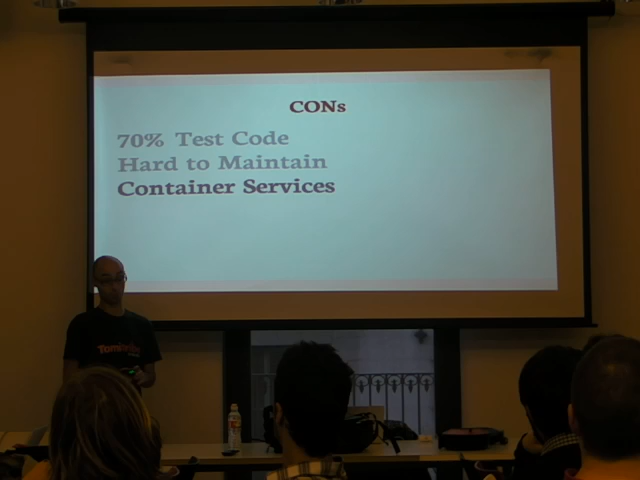 CONs
70% Test Code
Hard to Maintain
Container Services